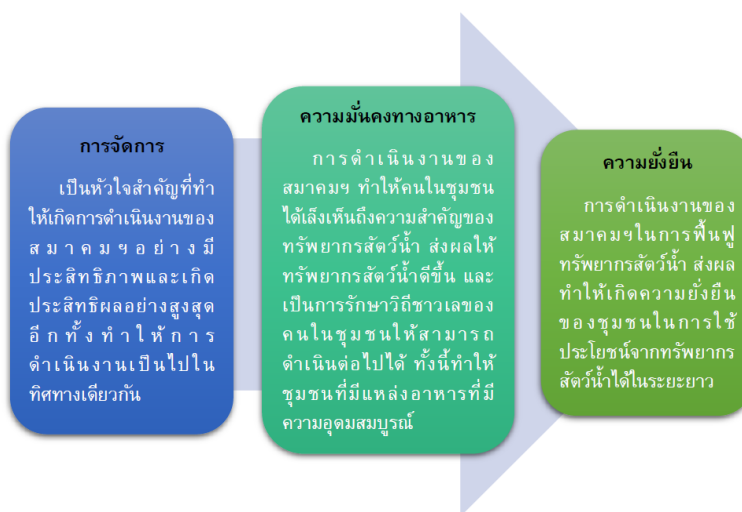 การจัดการ
เป็นหัวใจสำคัญที่ทำ
ให้เกิดการดำเนินงานของ
สมาคมฯอย่างมี
ประสิทธิภาพและเกิด
ประสิทธิผลอย่างสูงสุด
อีกทั้งทำให้การ
ดำเนินงานเป็นไปใน
ทิศทางเดียวกัน
ความมั่นคงทางอาหาร
การดำเนินงานของ
สมาคมฯ ทำให้คนในชุมชน
ได้เล็งเห็นถึงความสำคัญของ
ทรัพยากรสัตว์น้ำ ส่งผลให้
ทรัพยากรสัตว์น้ำดีขึ้น และ
เป็นการรักษาวิถีชาวเลของ
คนในชุมชนให้สามารถ
ดำเนินต่อไปได้ ทั้งนี้ทำให้
ชุมชนที่มีแหล่งอาหารที่มี
ความอุดมสมบูรณ์
ความยั่งยืน
การดำเนินงานของ
สมาคมฯในการฟื้นฟู
ทรัพยากรสัตว์น้ำ ส่งผล
ทำให้เกิดความยั่งยืน
ของชุมชนในการใช้
ประโยชน์จากทรัพยากร
สัตว์น้ำได้ในระยะยาว